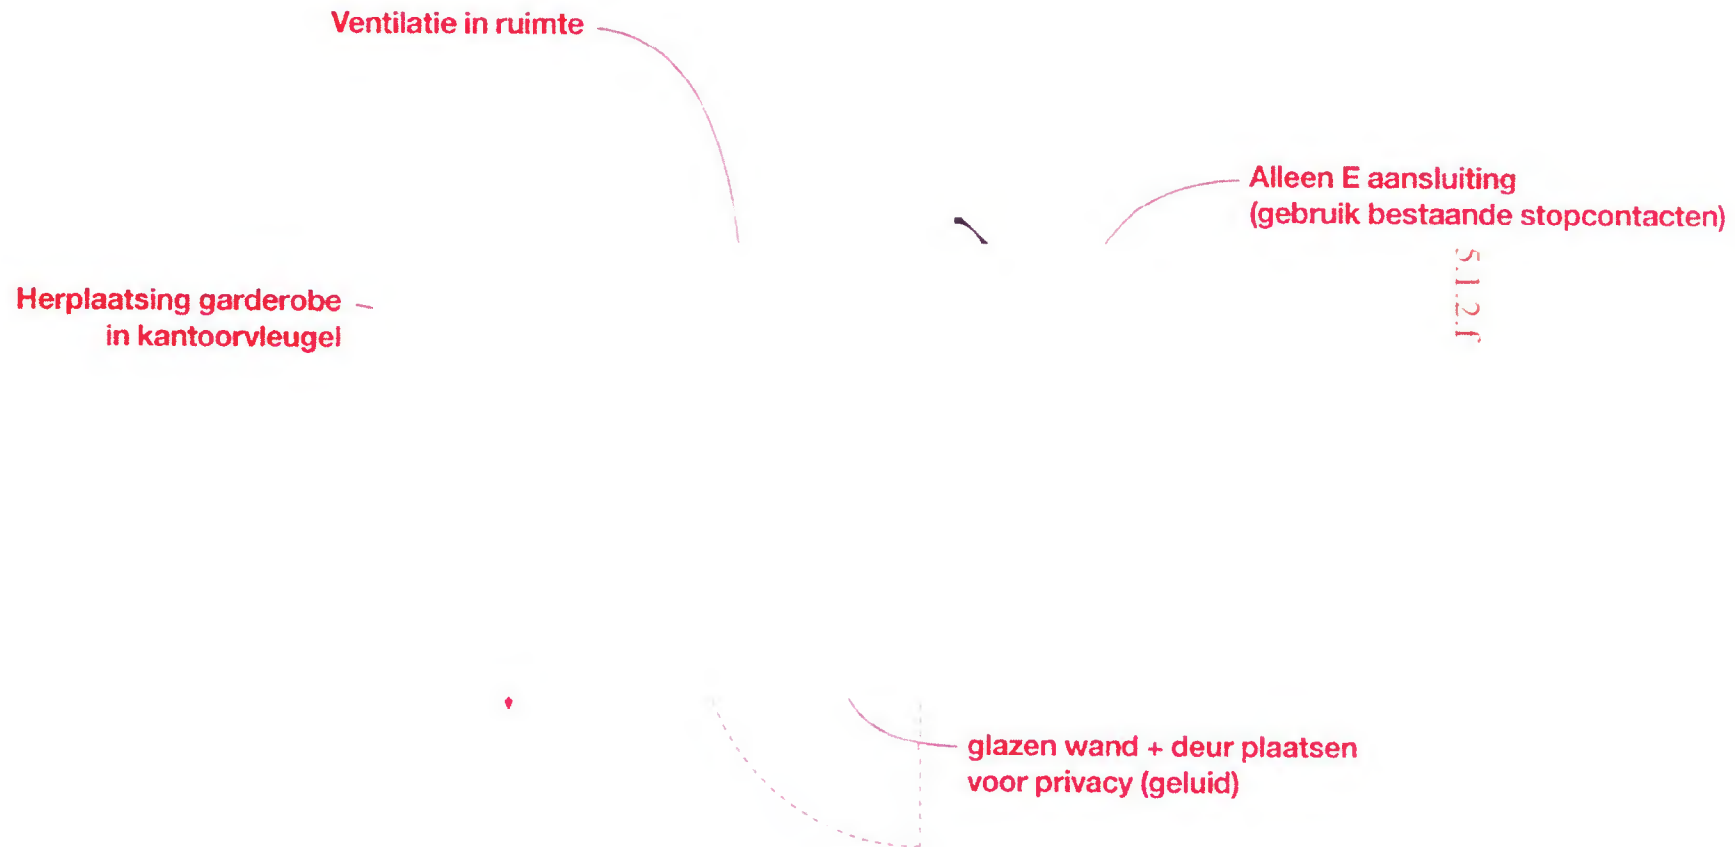 Ventilatie in ruimte
Alleen E aansluiting
(gebruik bestaande stopcontacten)
5.1.2.f
Herplaatsing garderobe
in kantoorvleugel
glazen wand + deur plaatsen
voor privacy (geluid)